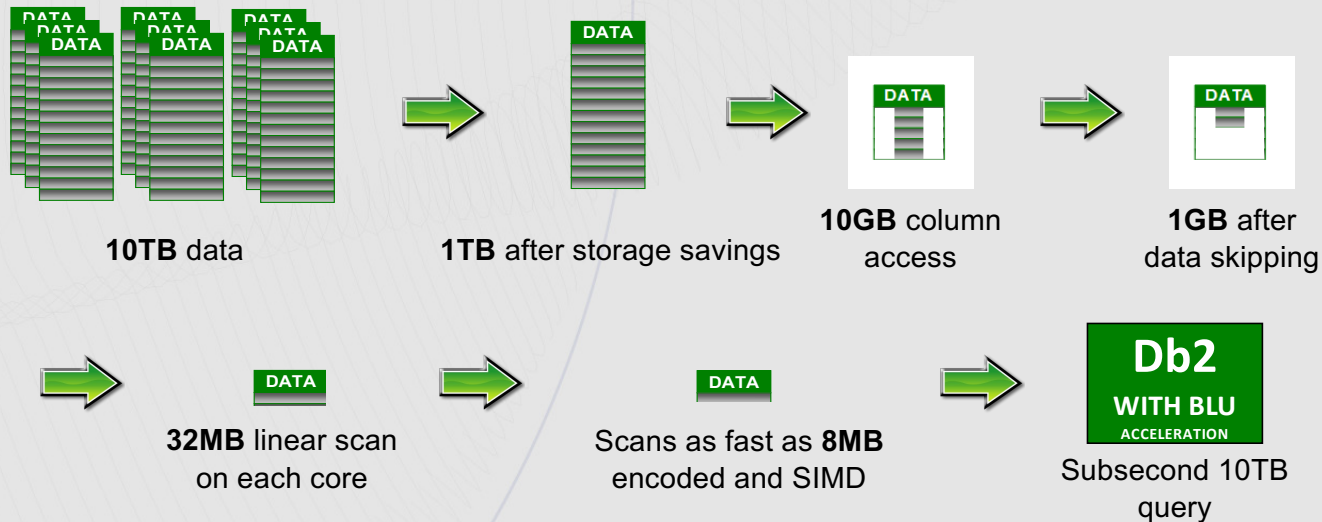 DATA
DATA
DATA
DATA
DATA
DATA
DATA
DATA
DATA
DATA
DATA
DATA
10TB data
1TB after storage savings
10GB column
access
1GB after
data skipping
DATA
32MB linear scan
on each core
DATA
Scans as fast as 8MB
encoded and SIMD
Db2
WITH BLU
ACCELERATION
Subsecond 10TB
query